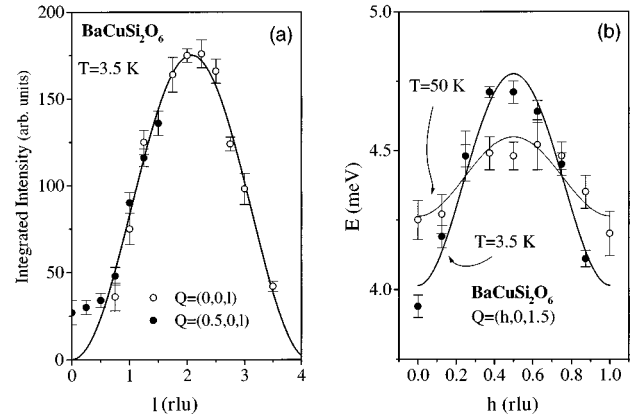 BaCuSi₂O₆
(a)
T=3.5 K
Integrated Intensity (arb. units)
200
150
100
50
0
Q=(0,0,l)
Q=(0.5,0,l)
0 1 2 3 4
l (rlu)
(b)
5.0
4.5
4.0
E (meV)
T=50 K
T=3.5 K
BaCuSi₂O₆
Q=(h,0,1.5)
0.0 0.2 0.4 0.6 0.8 1.0
h (rlu)